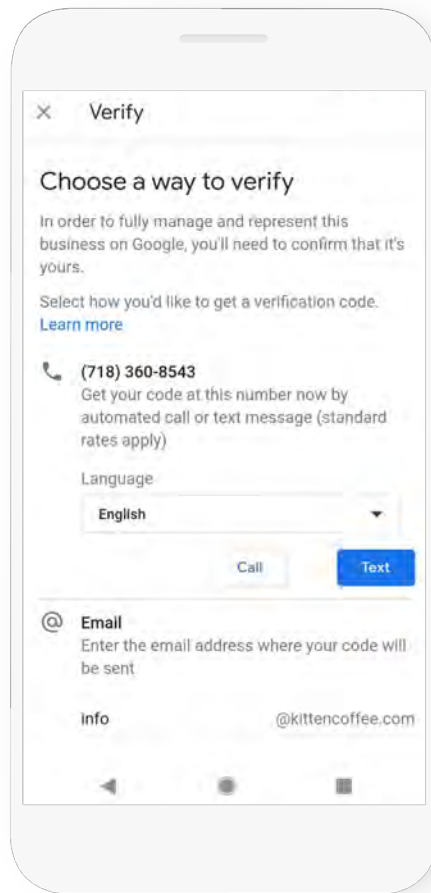 Verify
Choose a way to verify
In order to fully manage and represent this
business on Google, you'll need to confirm that it's
yours.
Select how you'd like to get a verification code.
Learn more
(718) 360-8543
Get your code at this number now by
automated call or text message (standard
rates apply)
Language
English
Call Text
Email
Enter the email address where your code will
be sent
info @kittencoffee.com